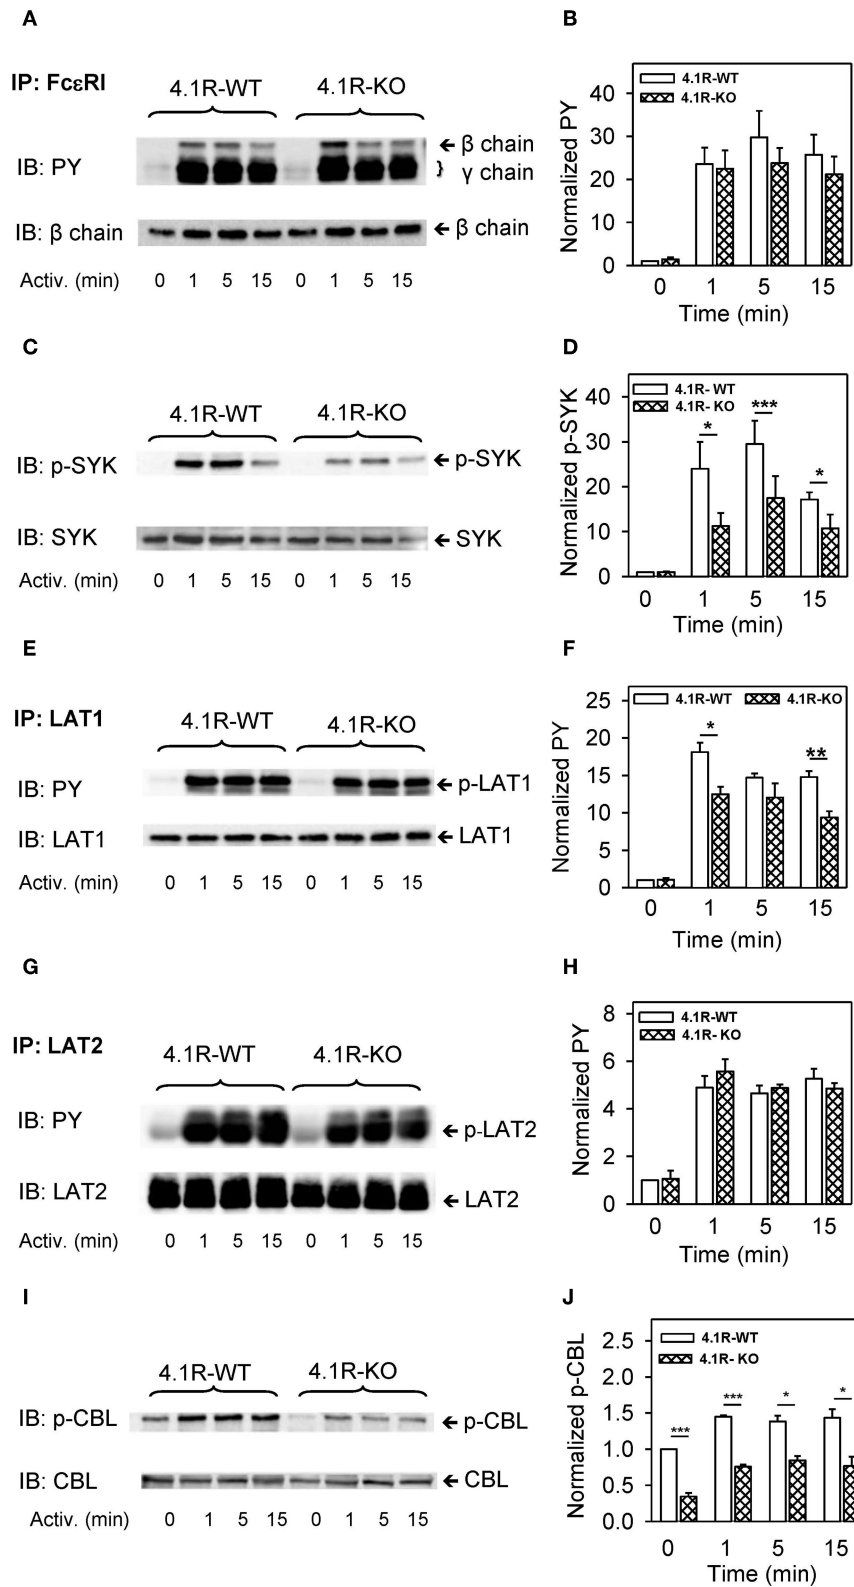 A
IP: FcεRI
4.1R-WT 4.1R-KO
IB: PY
β chain
} γ chain
IB: β chain
β chain
Activ. (min) 0 1 5 15 0 1 5 15
B
4.1R-WT
4.1R-KO
Normalized PY
40
30
20
10
0
0 1 5 15
Time (min)
C
4.1R-WT 4.1R-KO
IB: p-SYK
p-SYK
IB: SYK
SYK
Activ. (min) 0 1 5 15 0 1 5 15
D
4.1R- WT
4.1R- KO
Normalized p-SYK
40
30
20
10
0
* *** *
0 1 5 15
Time (min)
E
IP: LAT1
4.1R-WT 4.1R-KO
IB: PY
p-LAT1
IB: LAT1
LAT1
Activ. (min) 0 1 5 15 0 1 5 15
F
4.1R-WT 4.1R-KO
Normalized PY
25
20
15
10
5
0
* **
0 1 5 15
Time (min)
G
IP: LAT2
4.1R-WT 4.1R-KO
IB: PY
p-LAT2
IB: LAT2
LAT2
Activ. (min) 0 1 5 15 0 1 5 15
H
4.1R-WT
4.1R- KO
Normalized PY
8
6
4
2
0
0 1 5 15
Time (min)
I
4.1R-WT 4.1R-KO
IB: p-CBL
p-CBL
IB: CBL
CBL
Activ. (min) 0 1 5 15 0 1 5 15
J
4.1R-WT
4.1R- KO
Normalized p-CBL
2.5
2.0
1.5
1.0
0.5
0.0
*** *** * *
0 1 5 15
Time (min)